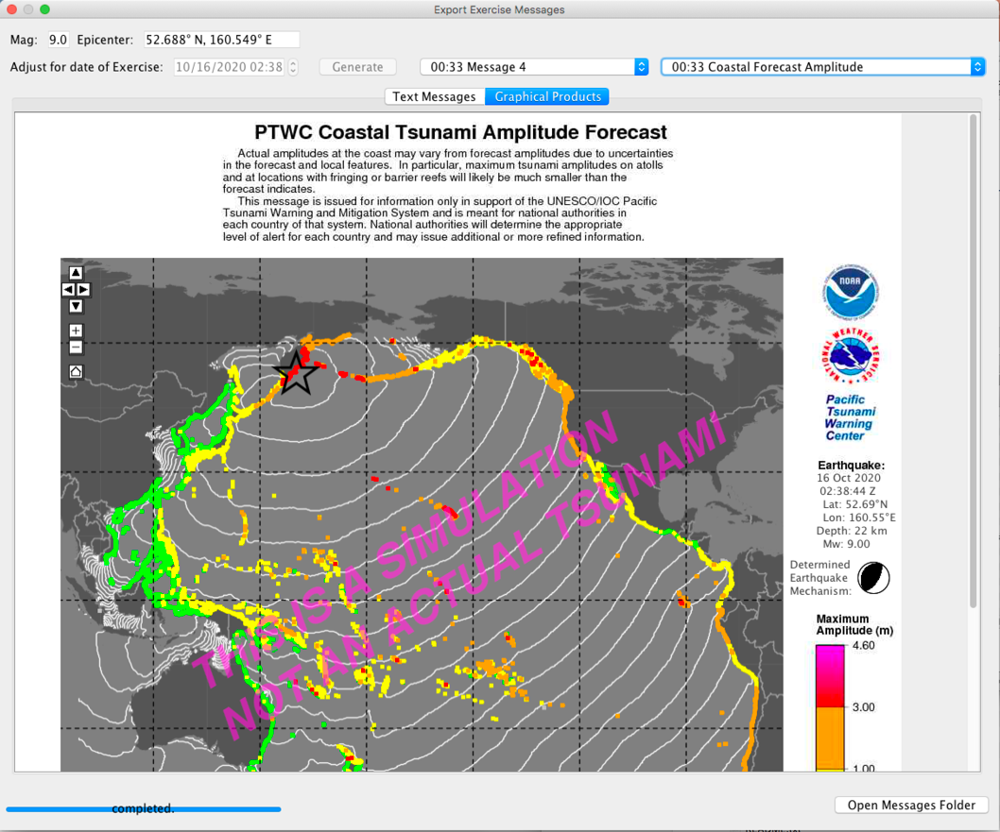 Export Exercise Messages
Mag: 9.0 Epicenter: 52.688° N, 160.549° E
Adjust for date of Exercise: 10/16/2020 02:38 Generate 00:33 Message 4 00:33 Coastal Forecast Amplitude
Text Messages Graphical Products
PTWC Coastal Tsunami Amplitude Forecast
Actual amplitudes at the coast may vary from forecast amplitudes due to uncertainties
in the forecast and local features. In particular, maximum tsunami amplitudes on atolls
and at locations with fringing or barrier reefs will likely be much smaller than the
forecast indicates.
This message is issued for information only in support of the UNESCO/IOC Pacific
Tsunami Warning and Mitigation System and is meant for national authorities in
each country of that system. National authorities will determine the appropriate
level of alert for each country and may issue additional or more refined information.
THIS IS A SIMULATION
NOT AN ACTUAL TSUNAMI
NOAA
NATIONAL WEATHER SERVICE
Pacific
Tsunami
Warning
Center
Earthquake:
16 Oct 2020
02:38:44 Z
Lat: 52.69°N
Lon: 160.55°E
Depth: 22 km
Mw: 9.00
Determined
Earthquake
Mechanism:
Maximum
Amplitude (m)
4.60
3.00
1.00
completed.
Open Messages Folder